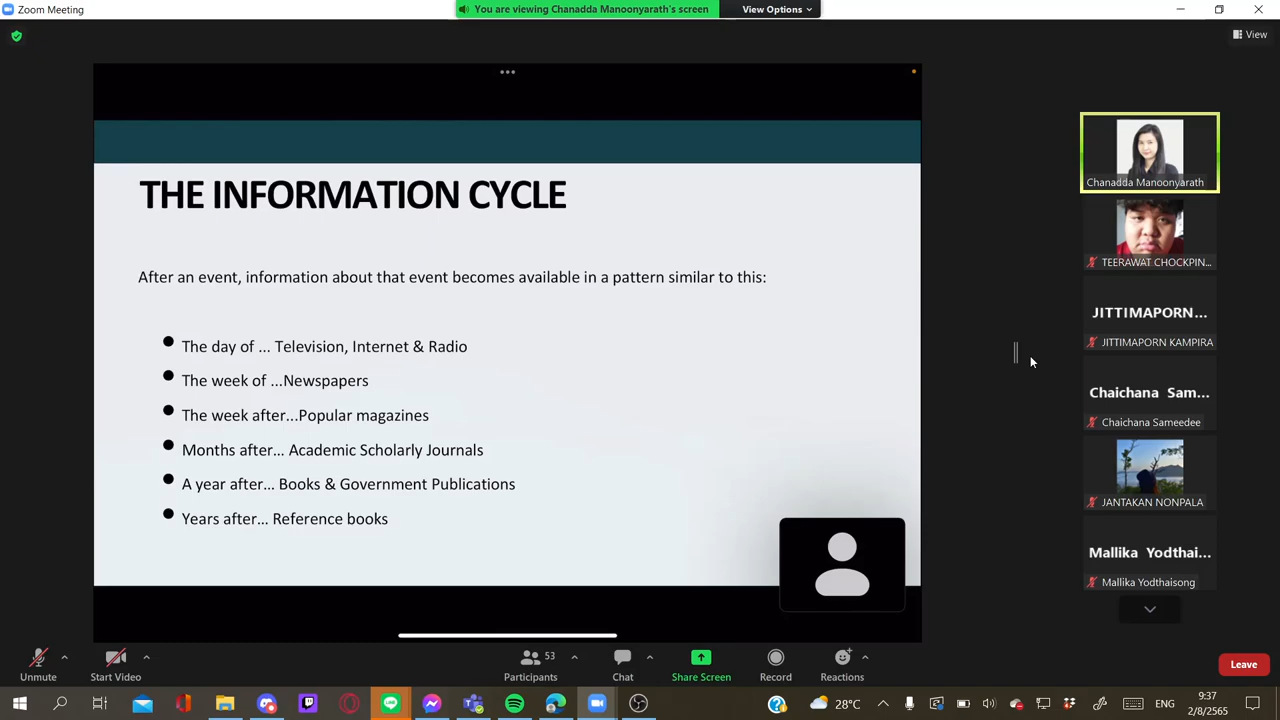 Zoom Meeting
You are viewing Chanadda Manoonyarath's screen
View Options
View
THE INFORMATION CYCLE
After an event, information about that event becomes available in a pattern similar to this:
The day of ... Television, Internet & Radio
The week of ...Newspapers
The week after...Popular magazines
Months after... Academic Scholarly Journals
A year after... Books & Government Publications
Years after... Reference books
Chanadda Manoonyarath
TEERAWAT CHOCKPIN...
JITTIMAPORN...
JITTIMAPORN KAMPIRA
Chaichana Sam...
Chaichana Sameedee
JANTAKAN NONPALA
Mallika Yodthai...
Mallika Yodthaisong
Unmute
Start Video
53
Participants
Chat
Share Screen
Record
Reactions
Leave
LINE
28°C
ENG
9:37
2/8/2565